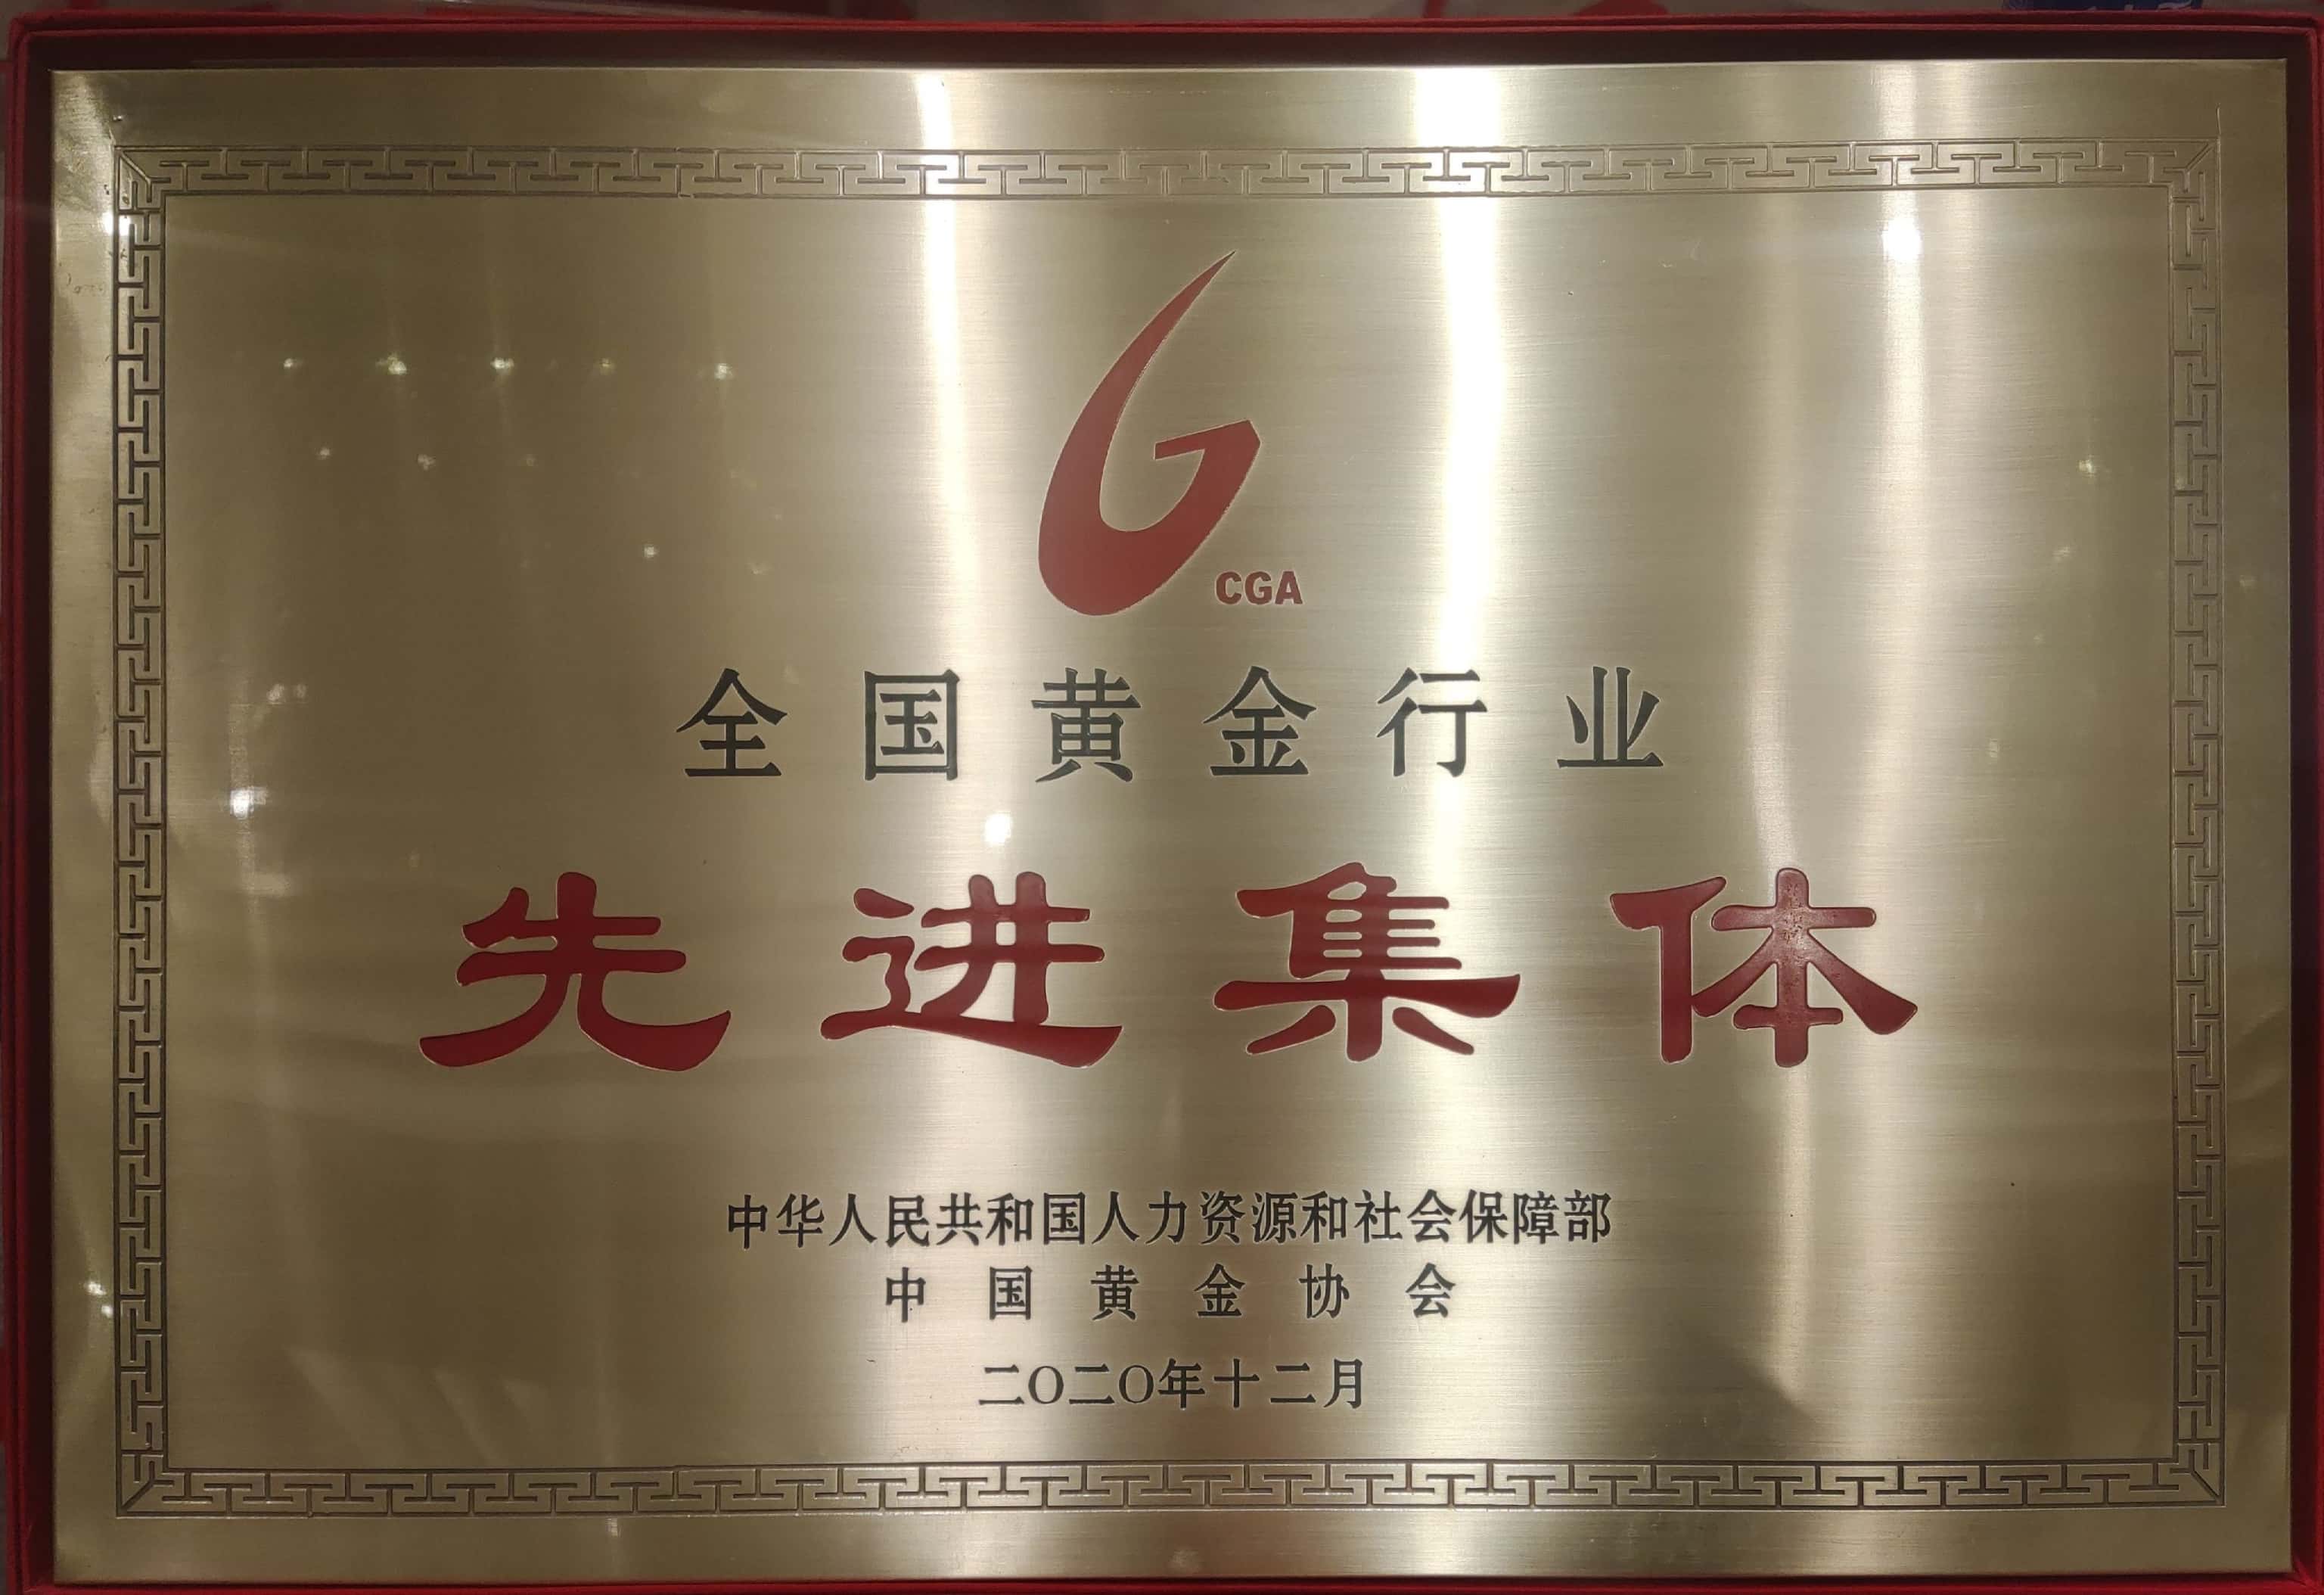 CGA
全国黄金行业
先进集体
中华人民共和国人力资源和社会保障部
中国黄金协会
二〇二〇年十二月